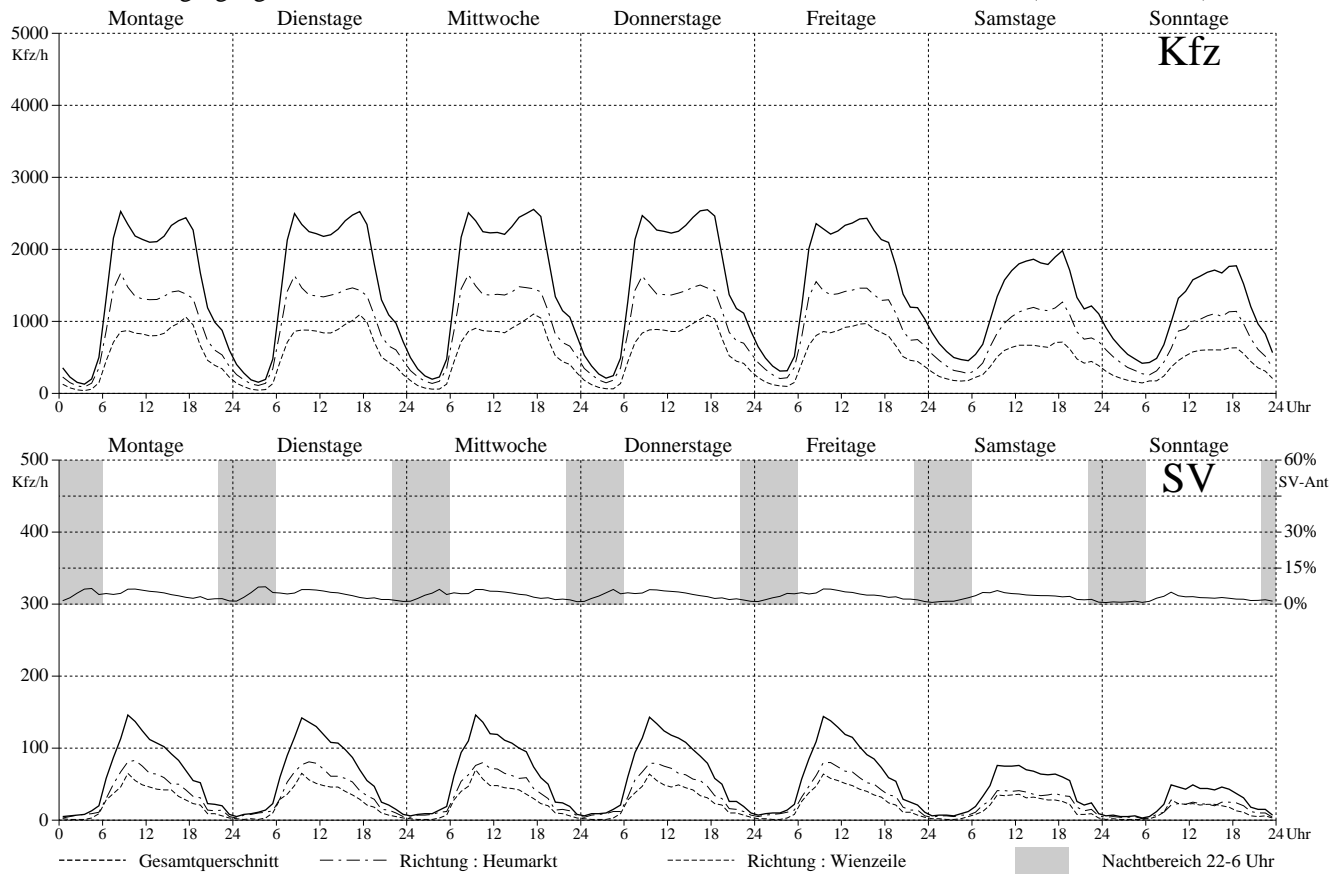 Montage Dienstage Mittwoche Donnerstage Freitage Samstage Sonntage
5000
Kfz/h
Kfz
4000
3000
2000
1000
0
0 6 12 18 24 6 12 18 24 6 12 18 24 6 12 18 24 6 12 18 24 6 12 18 24 6 12 18 24 Uhr
Montage Dienstage Mittwoche Donnerstage Freitage Samstage Sonntage
500 60%
Kfz/h SV-Ant
SV
400 30%
15%
300 0%
200
100
0
0 6 12 18 24 6 12 18 24 6 12 18 24 6 12 18 24 6 12 18 24 6 12 18 24 6 12 18 24 Uhr
Gesamtquerschnitt Richtung : Heumarkt Richtung : Wienzeile Nachtbereich 22-6 Uhr